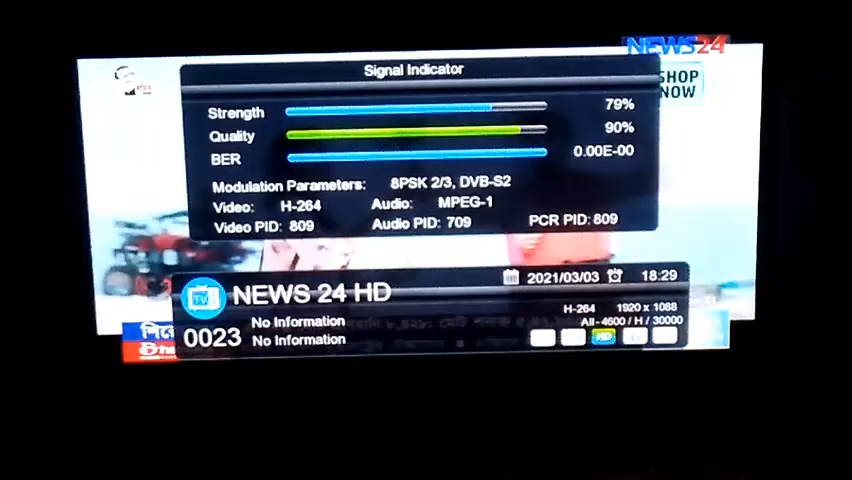 NEWS24
SHOP
NOW
Signal Indicator
Strength 79%
Quality 90%
BER 0.00E-00
Modulation Parameters: 8PSK 2/3, DVB-S2
Video: H-264 Audio: MPEG-1
Video PID: 809 Audio PID: 709 PCR PID: 809
2021/03/03 18:29
NEWS 24 HD
H-264 1920 x 1088
No Information
All - 4600 / H / 30000
0023 No Information
HD